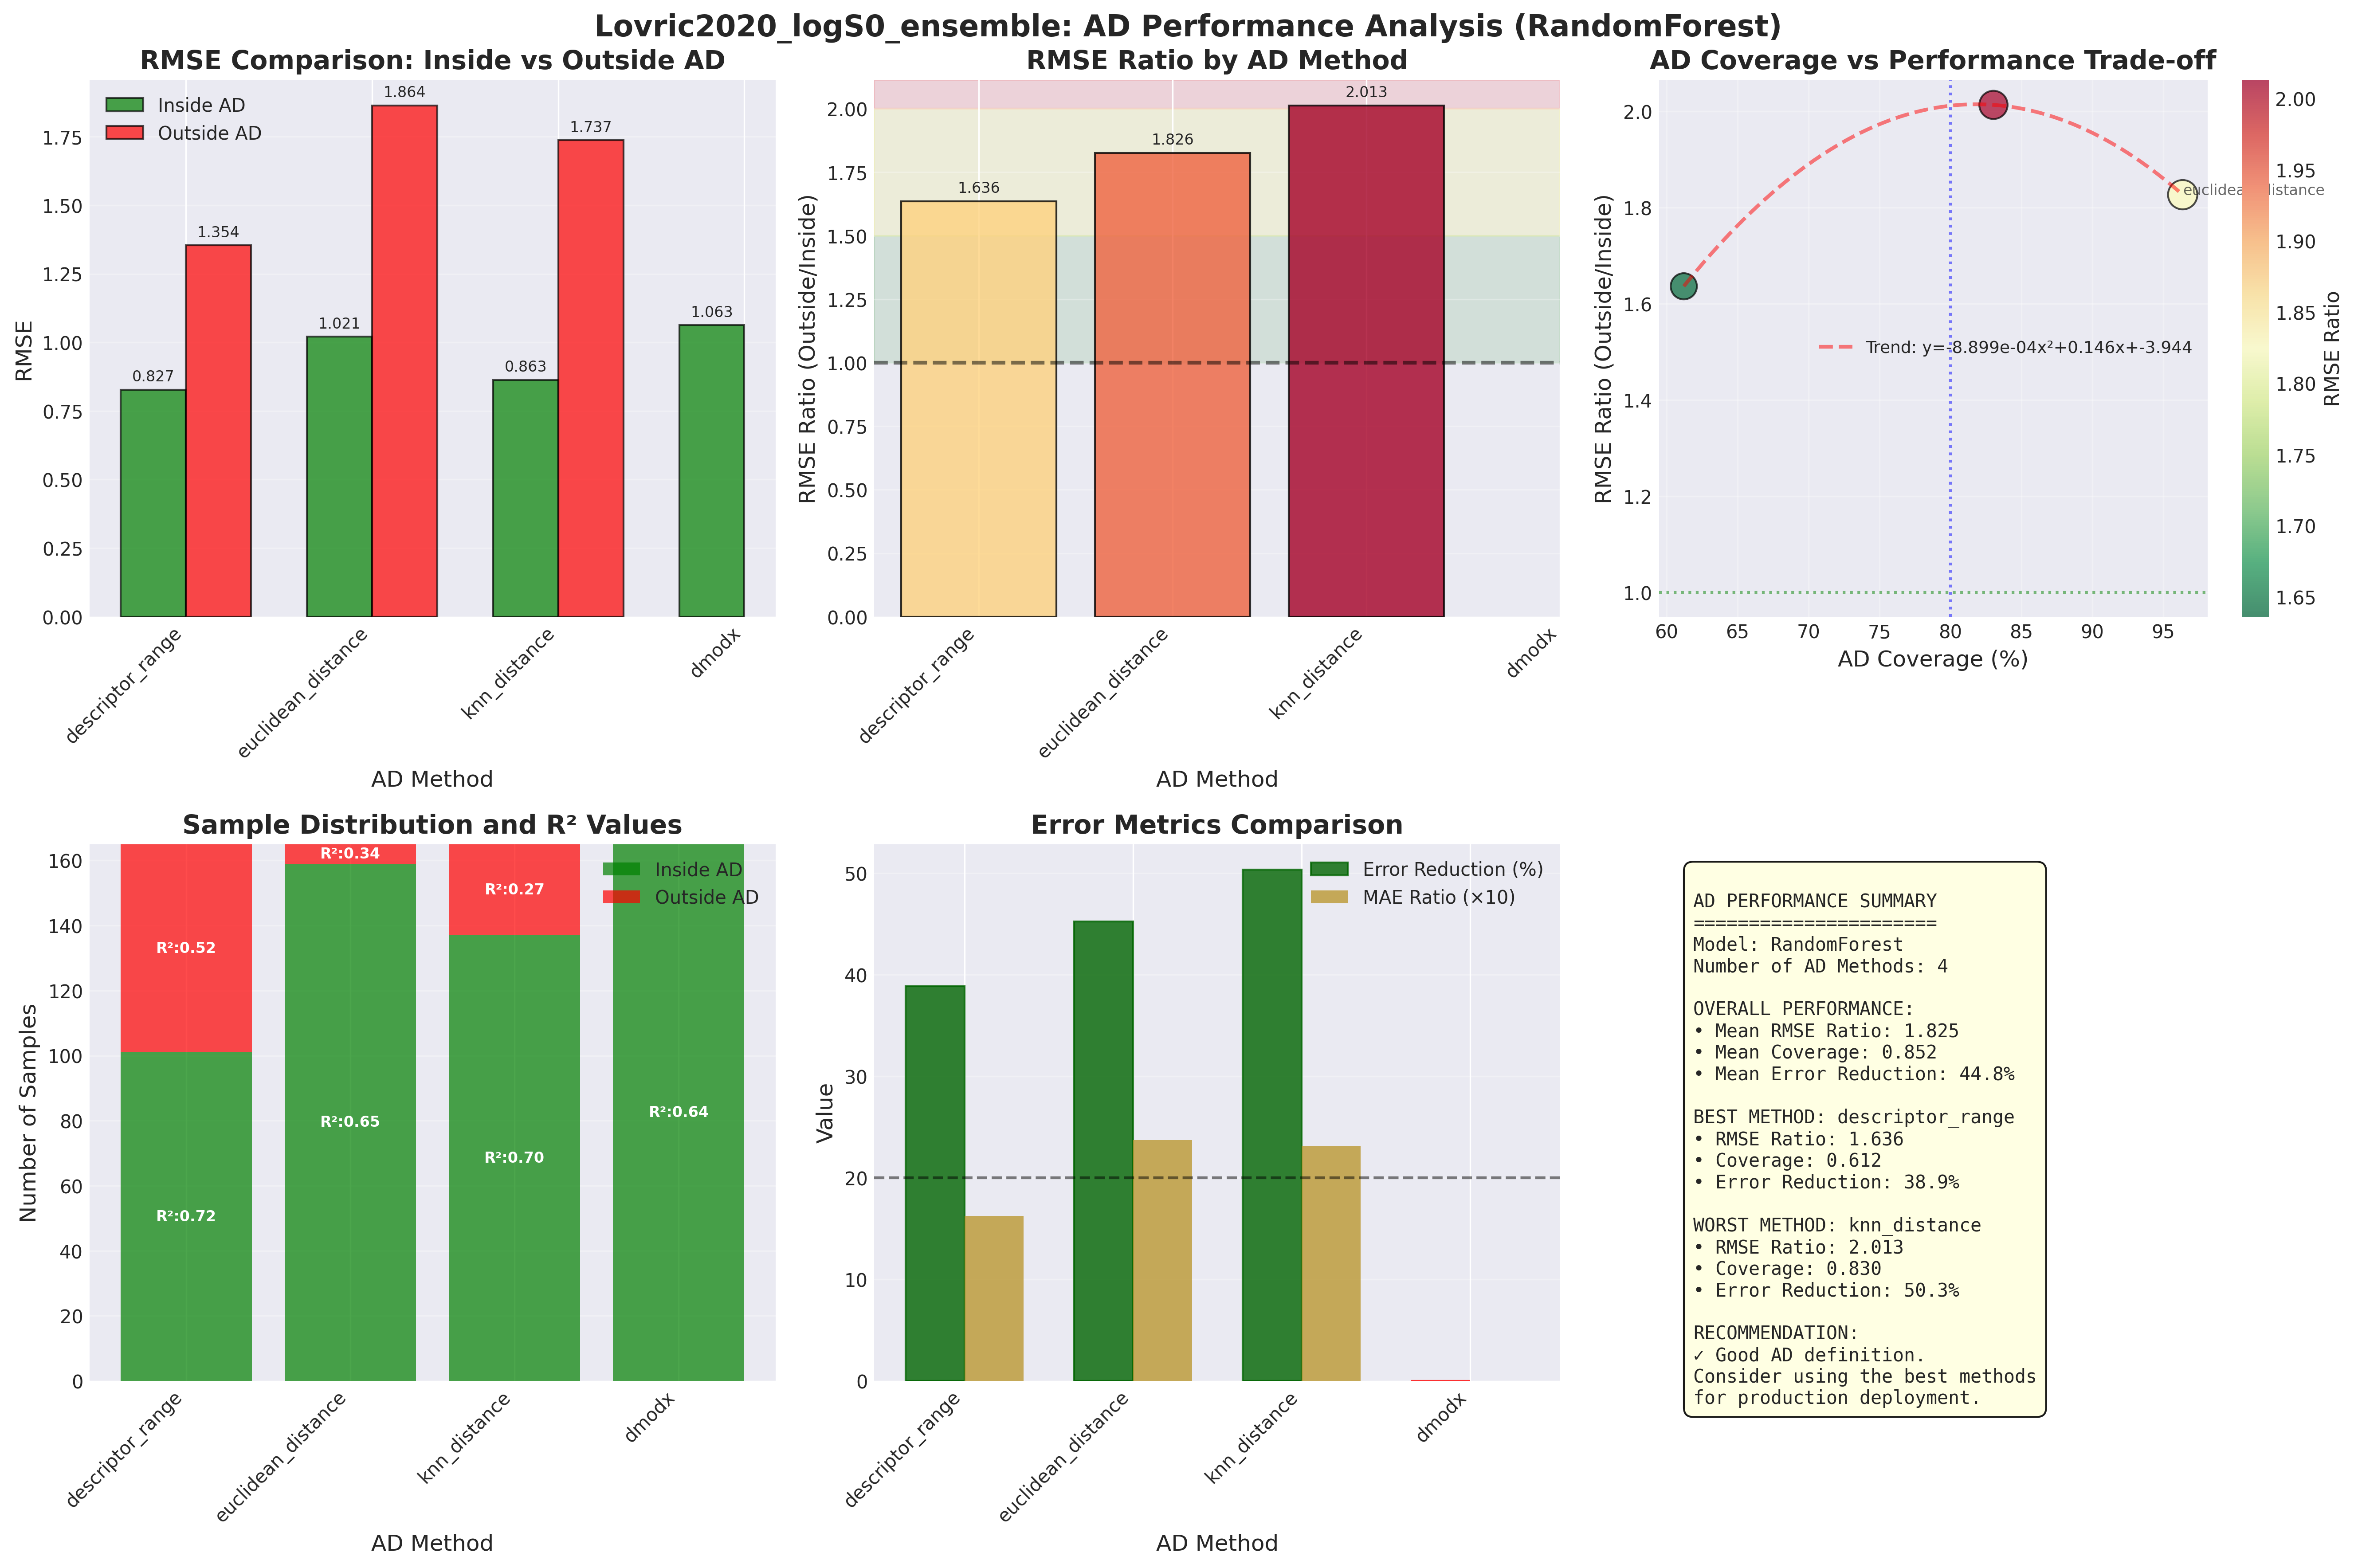 Lovric2020_logS0_ensemble: AD Performance Analysis (RandomForest)
RMSE Comparison: Inside vs Outside AD
Inside AD
Outside AD
RMSE
1.75
1.50
1.25
1.00
0.75
0.50
0.25
0.00
0.827
1.354
1.021
1.864
0.863
1.737
1.063
descriptor_range
euclidean_distance
knn_distance
dmodx
AD Method
RMSE Ratio by AD Method
RMSE Ratio (Outside/Inside)
2.00
1.75
1.50
1.25
1.00
0.75
0.50
0.25
0.00
1.636
1.826
2.013
descriptor_range
euclidean_distance
knn_distance
dmodx
AD Method
AD Coverage vs Performance Trade-off
RMSE Ratio (Outside/Inside)
2.0
1.8
1.6
1.4
1.2
1.0
euclidean_distance
Trend: y=-8.899e-04x²+0.146x+-3.944
60 65 70 75 80 85 90 95
AD Coverage (%)
2.00
1.95
1.90
1.85
1.80
1.75
1.70
1.65
RMSE Ratio
Sample Distribution and R² Values
Inside AD
Outside AD
Number of Samples
160
140
120
100
80
60
40
20
0
R²:0.52
R²:0.72
R²:0.34
R²:0.65
R²:0.27
R²:0.70
R²:0.64
descriptor_range
euclidean_distance
knn_distance
dmodx
AD Method
Error Metrics Comparison
Error Reduction (%)
MAE Ratio (×10)
Value
50
40
30
20
10
0
descriptor_range
euclidean_distance
knn_distance
dmodx
AD Method
AD PERFORMANCE SUMMARY
======================
Model: RandomForest
Number of AD Methods: 4
OVERALL PERFORMANCE:
• Mean RMSE Ratio: 1.825
• Mean Coverage: 0.852
• Mean Error Reduction: 44.8%
BEST METHOD: descriptor_range
• RMSE Ratio: 1.636
• Coverage: 0.612
• Error Reduction: 38.9%
WORST METHOD: knn_distance
• RMSE Ratio: 2.013
• Coverage: 0.830
• Error Reduction: 50.3%
RECOMMENDATION:
✓ Good AD definition.
Consider using the best methods
for production deployment.